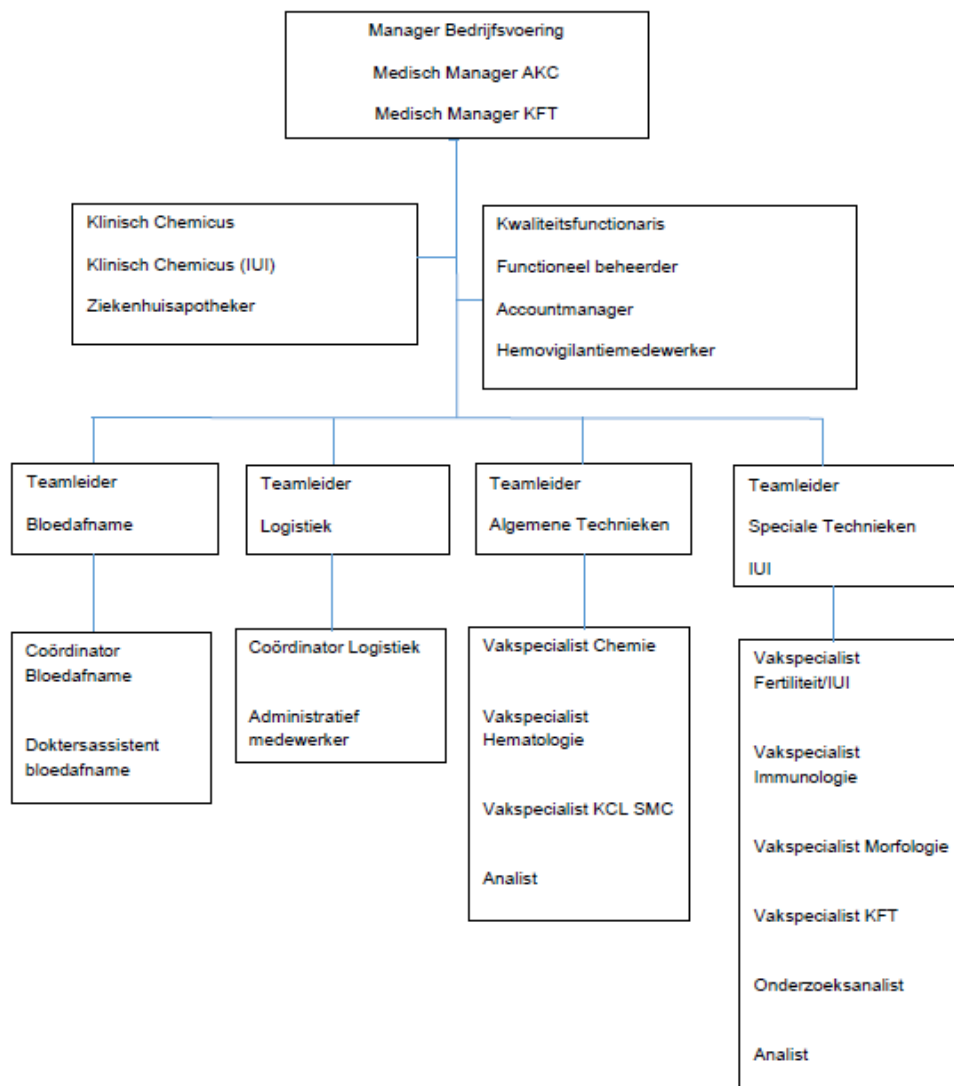 Manager Bedrijfsvoering
Medisch Manager AKC
Medisch Manager KFT
Klinisch Chemicus
Klinisch Chemicus (IUI)
Ziekenhuisapotheker
Kwaliteitsfunctionaris
Functioneel beheerder
Accountmanager
Hemovigilantiemedewerker
Teamleider
Bloedafname
Teamleider
Logistiek
Teamleider
Algemene Technieken
Teamleider
Speciale Technieken
IUI
Coördinator
Bloedafname
Doktersassistent
bloedafname
Coördinator Logistiek
Administratief
medewerker
Vakspecialist Chemie
Vakspecialist
Hematologie
Vakspecialist KCL SMC
Analist
Vakspecialist
Fertiliteit/IUI
Vakspecialist
Immunologie
Vakspecialist Morfologie
Vakspecialist KFT
Onderzoeksanalist
Analist